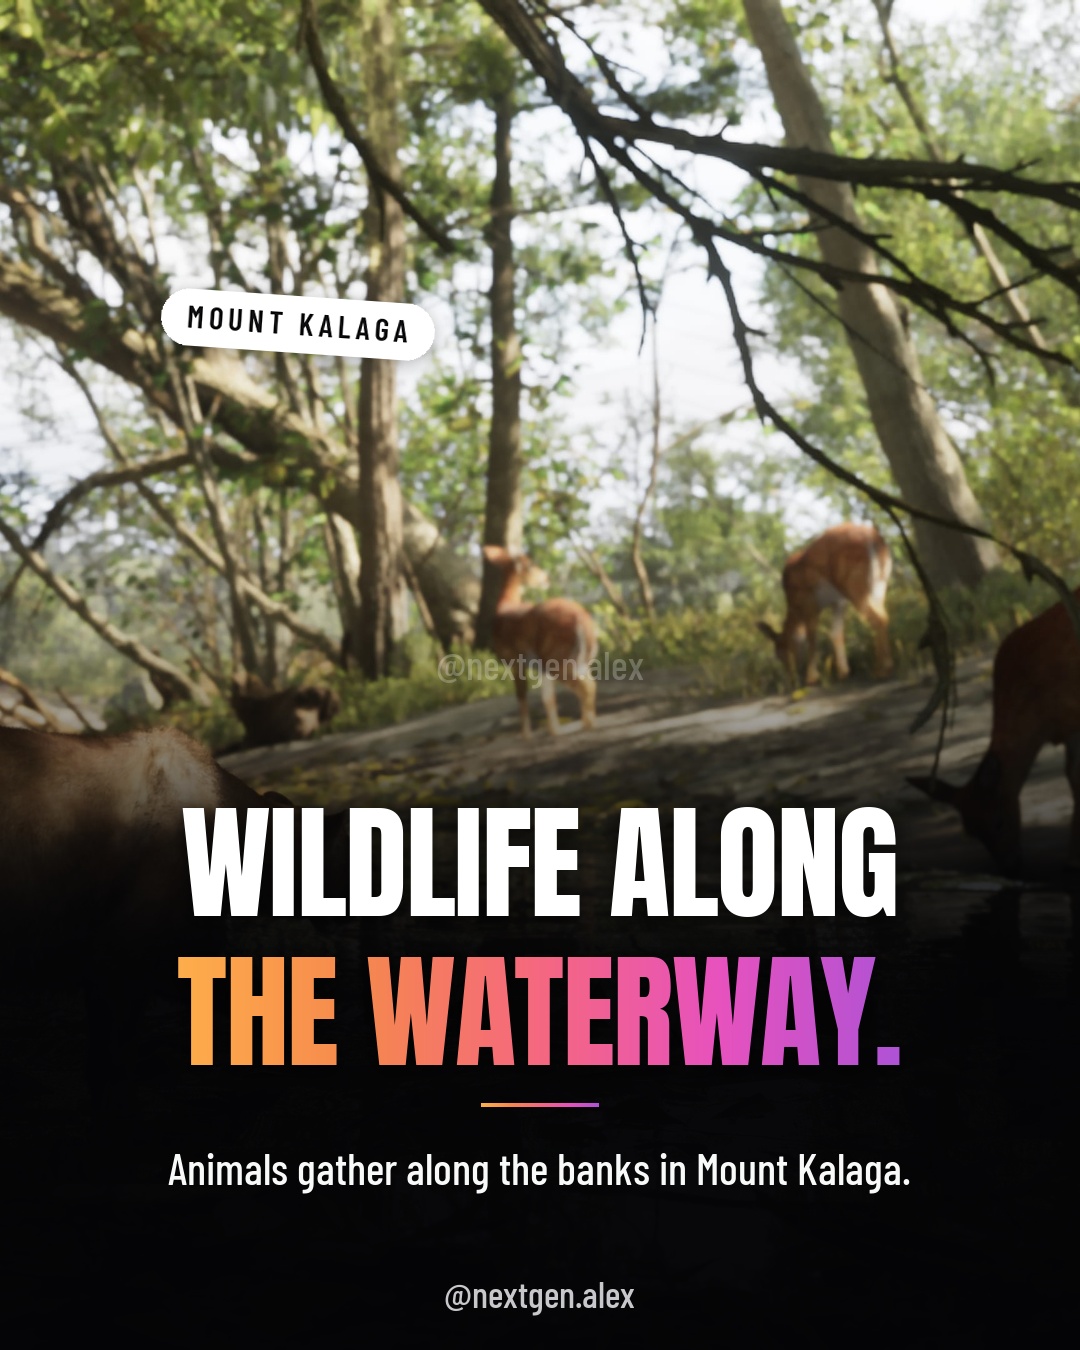 MOUNT KALAGA
@nextgen.alex
WILDLIFE ALONG
THE WATERWAY.
Animals gather along the banks in Mount Kalaga.
@nextgen.alex